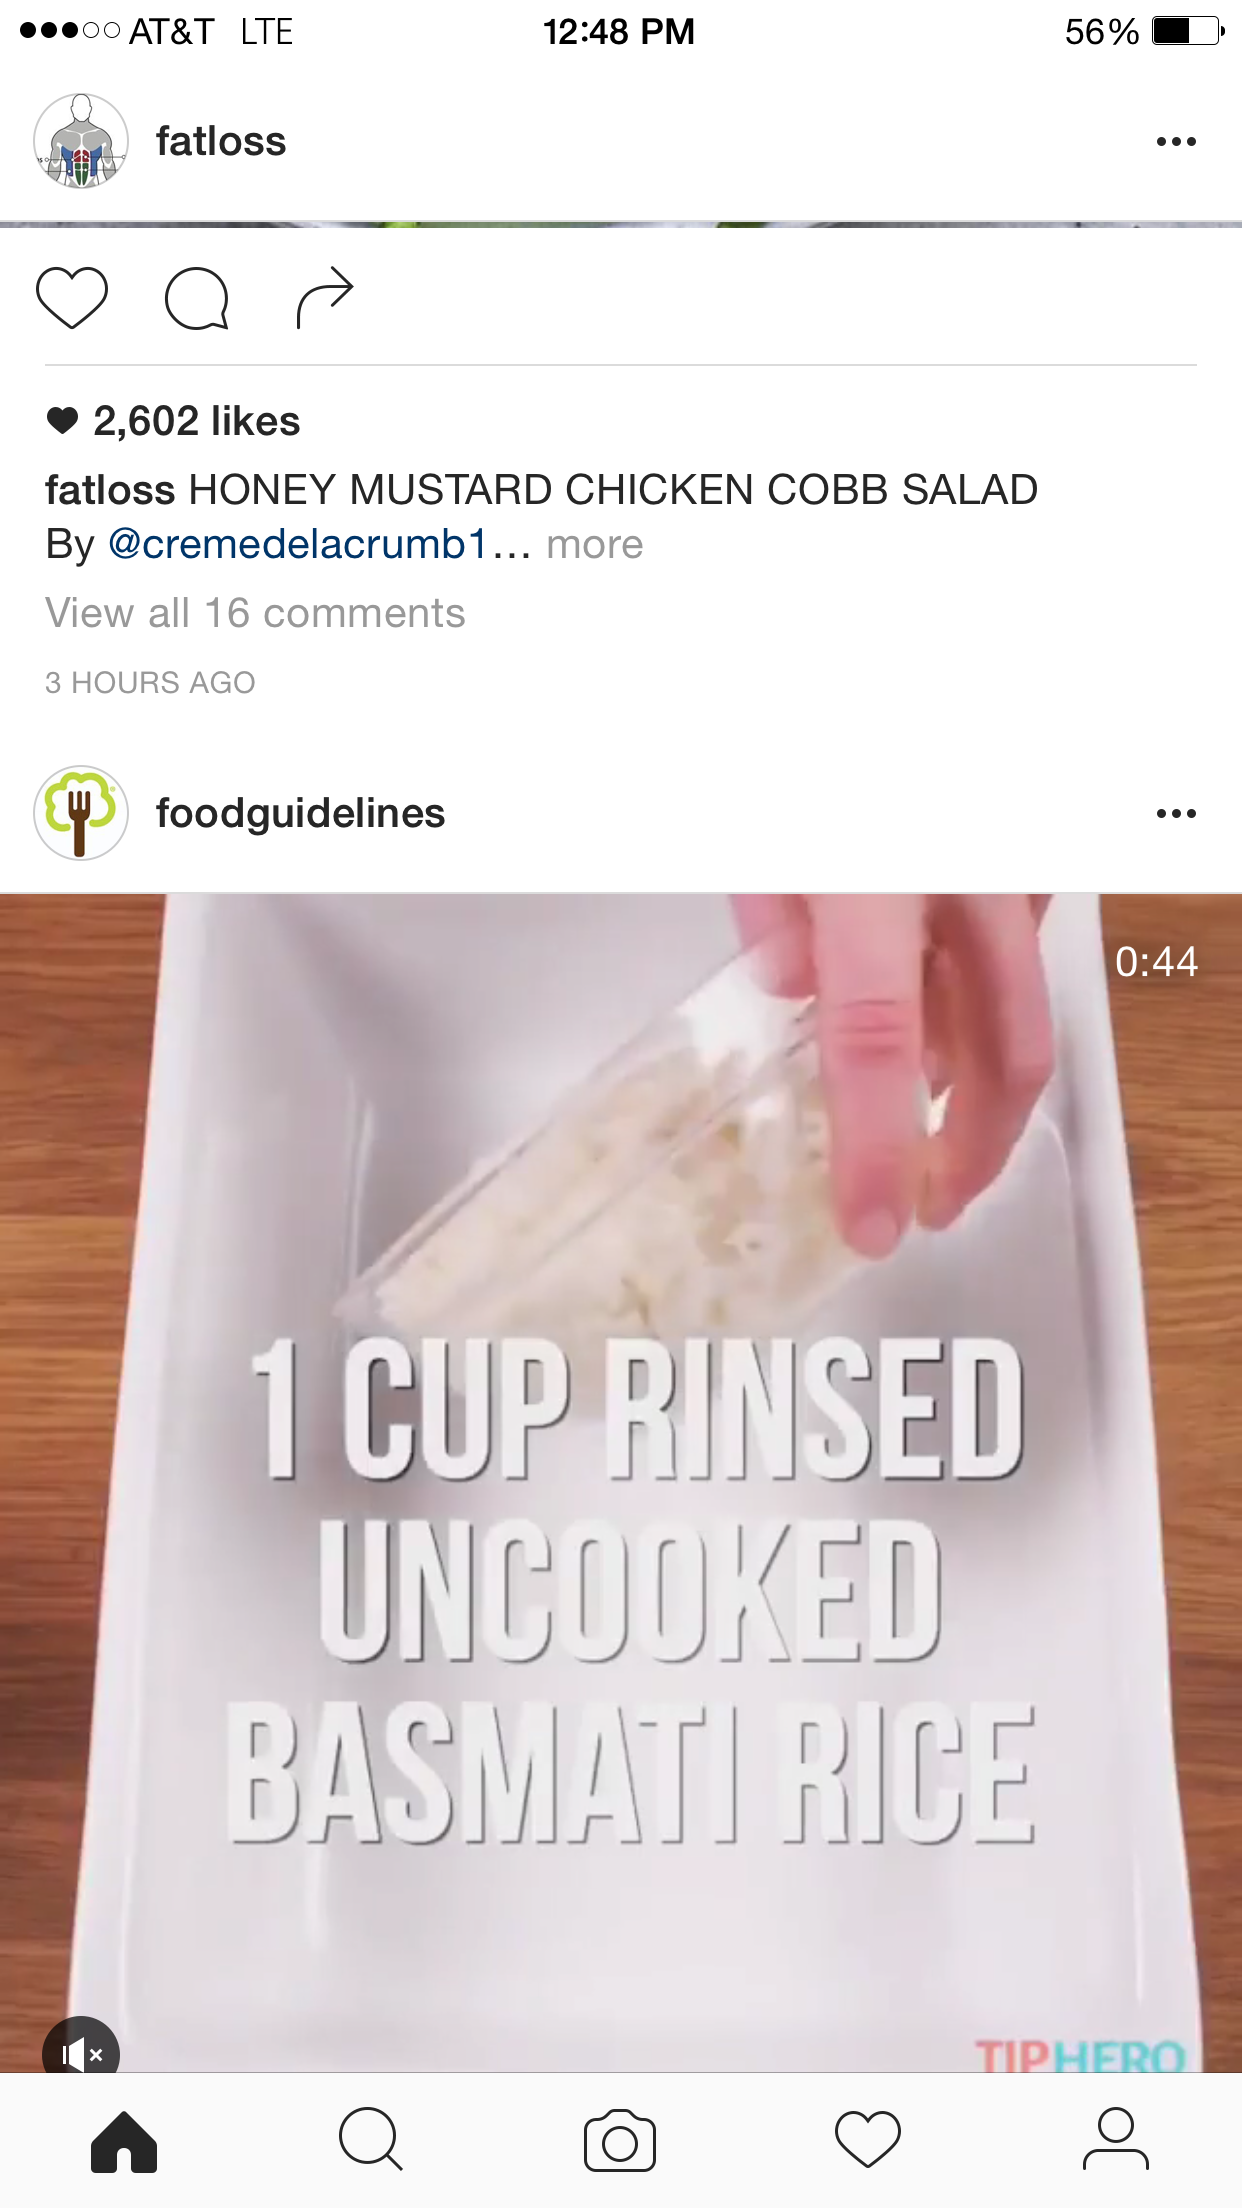 AT&T LTE 12:48 PM 56%
fatloss
2,602 likes
fatloss HONEY MUSTARD CHICKEN COBB SALAD
By @cremedelacrumb1... more
View all 16 comments
3 HOURS AGO
foodguidelines
0:44
1 CUP RINSED
UNCOOKED
BASMATI RICE
TIPHERO